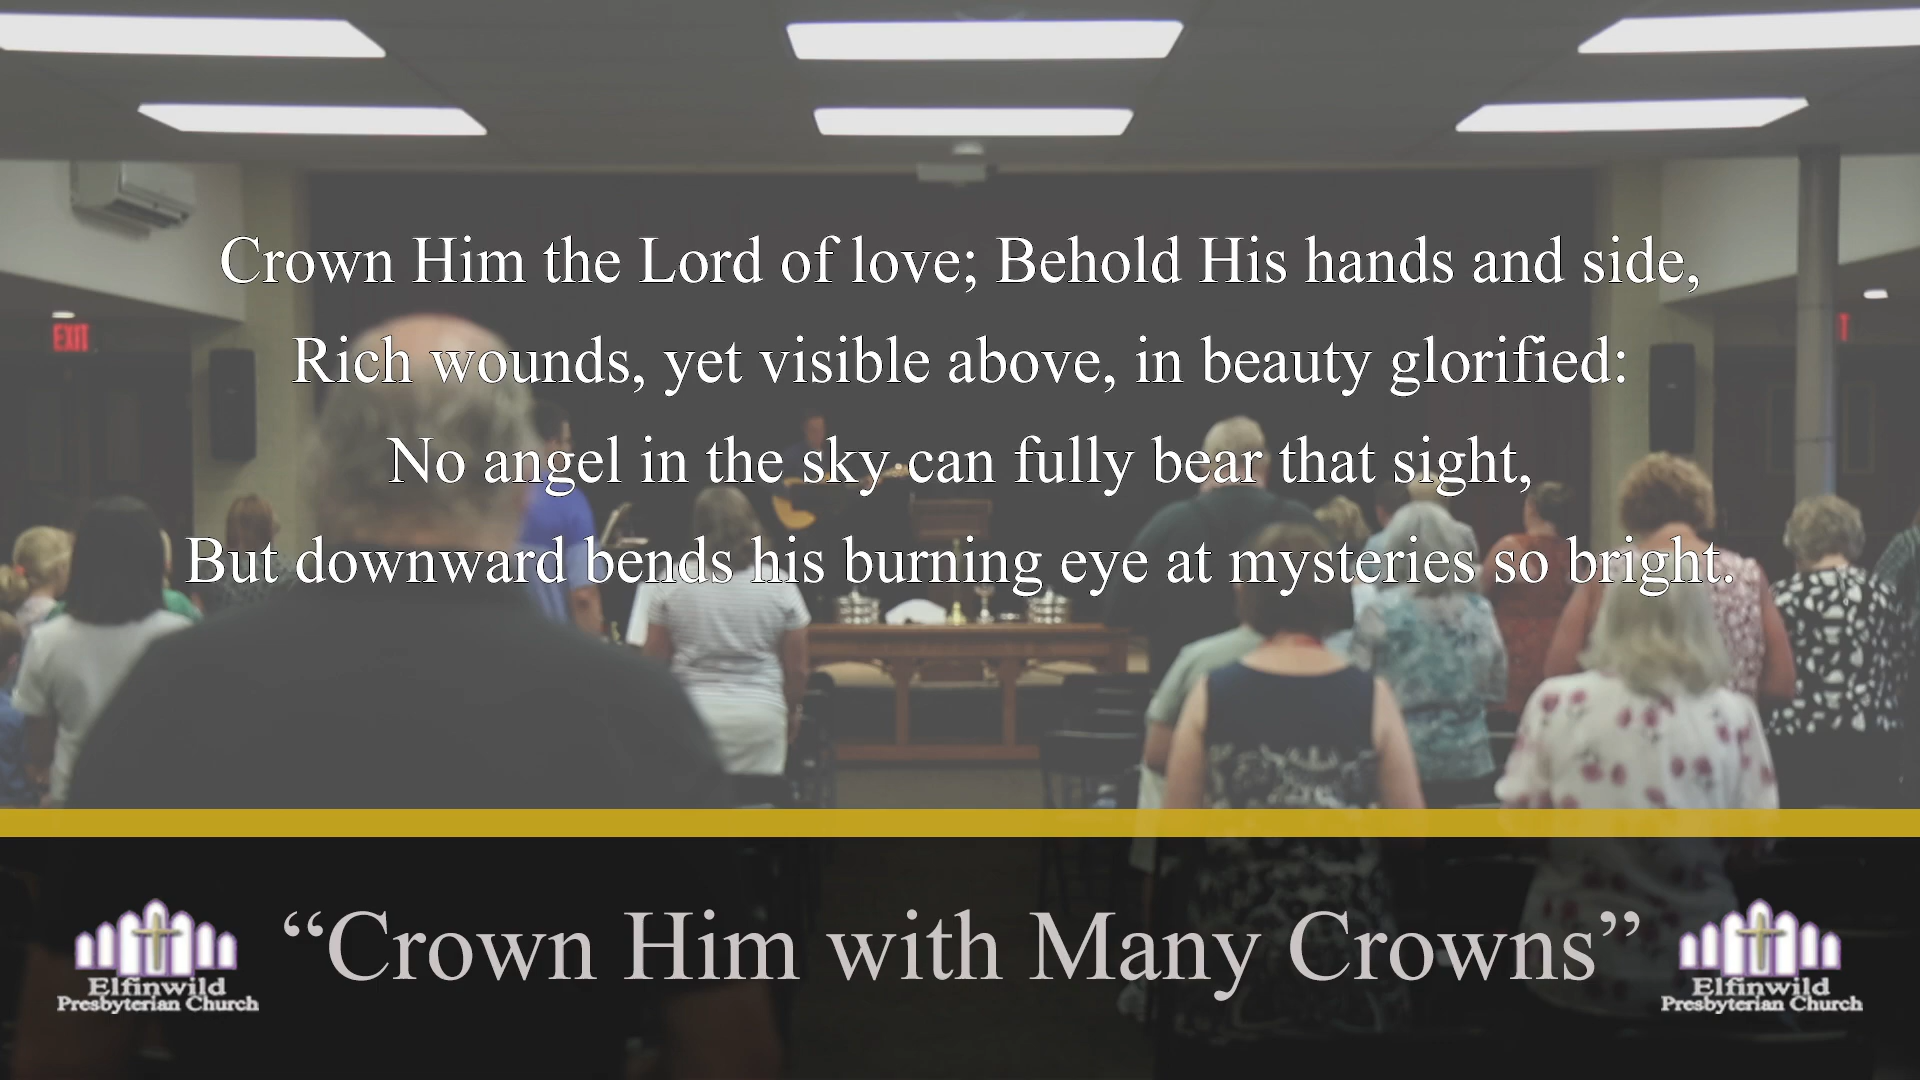 Crown Him the Lord of love; Behold His hands and side,
Rich wounds, yet visible above, in beauty glorified:
No angel in the sky can fully bear that sight,
But downward bends his burning eye at mysteries so bright.
EXIT
“Crown Him with Many Crowns”
Elfinwild
Presbyterian Church
Elfinwild
Presbyterian Church